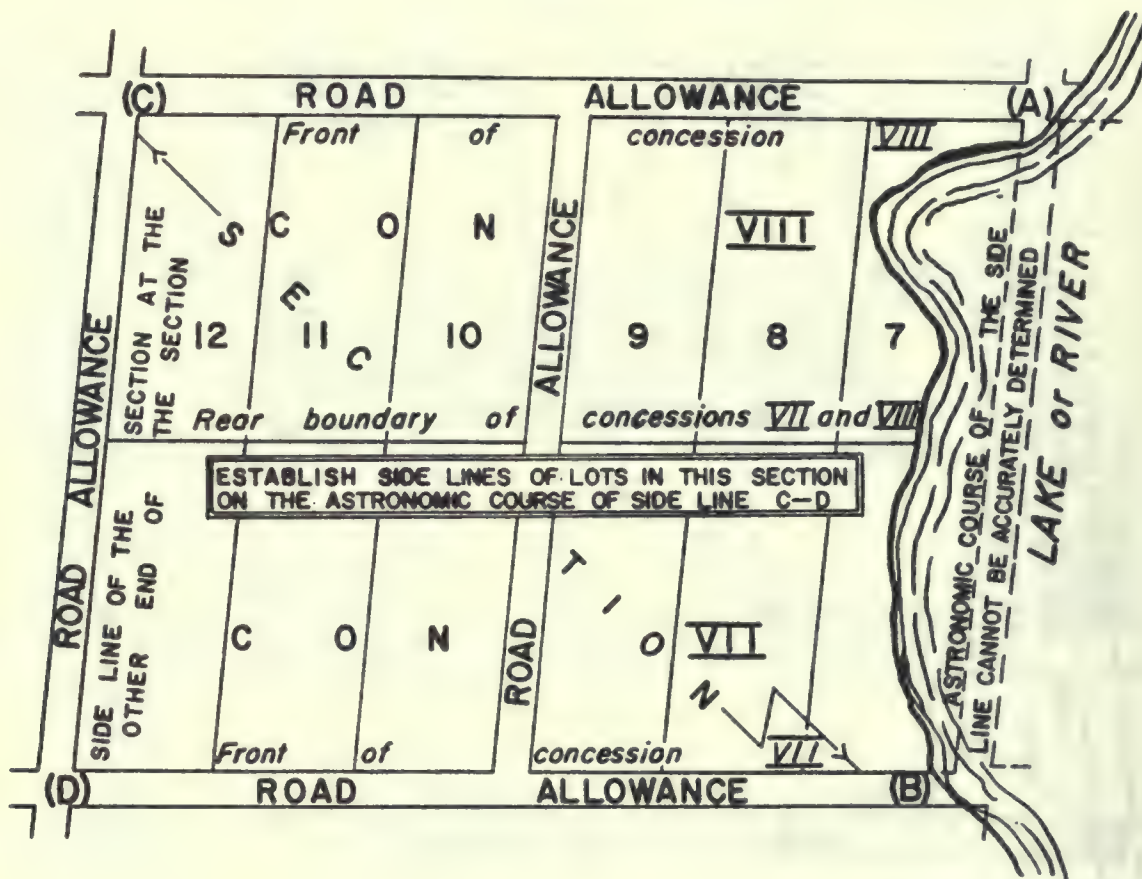 (C) ROAD ALLOWANCE (A)
Front of concession VIII
SECTION AT THE
THE SECTION
S E C T I O N
C O N VIII
12 11 10 9 8 7
ALLOWANCE
ROAD ALLOWANCE
Rear boundary of concessions VII and VIII
ESTABLISH SIDE LINES OF LOTS IN THIS SECTION
ON THE ASTRONOMIC COURSE OF SIDE LINE C-D
ASTRONOMIC COURSE OF THE SIDE
LINE CANNOT BE ACCURATELY DETERMINED
LAKE or RIVER
SIDE LINE OF THE
OTHER END OF
C O N VII
ROAD
Front of concession VII
(D) ROAD ALLOWANCE (B)